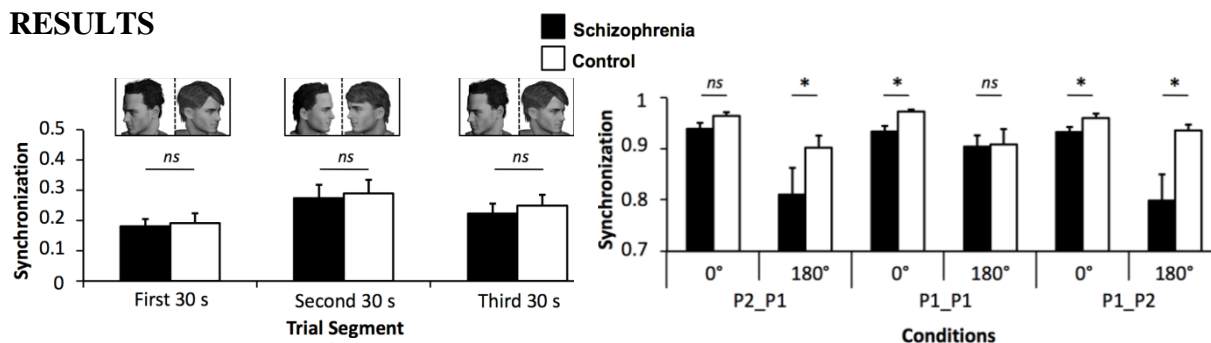 RESULTS
Schizophrenia
Control
Synchronization
0.5
0.4
0.3
0.2
0.1
0
ns
ns
ns
First 30 s Second 30 s Third 30 s
Trial Segment
Synchronization
1
0.9
0.8
0.7
ns * * ns * *
0° 180° 0° 180° 0° 180°
P2_P1 P1_P1 P1_P2
Conditions